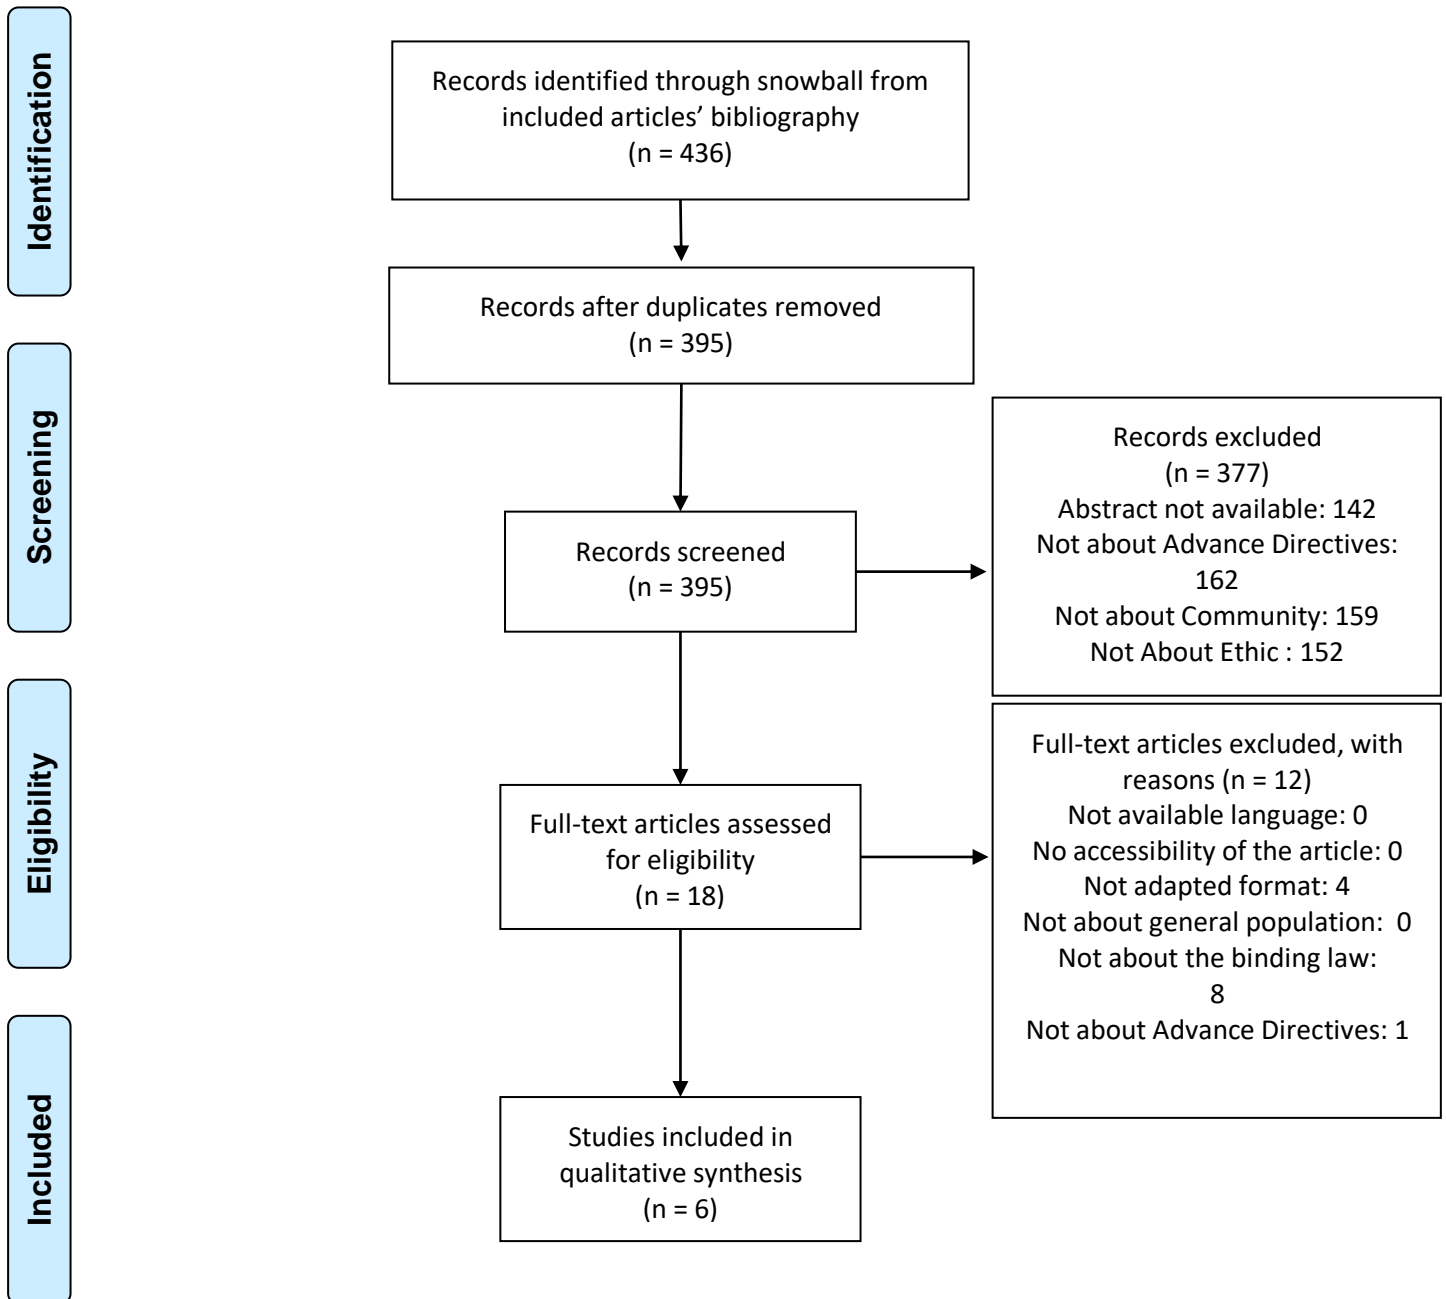 Identification
Records identified through snowball from
included articles’ bibliography
(n = 436)
Records after duplicates removed
(n = 395)
Screening
Records screened
(n = 395)
Records excluded
(n = 377)
Abstract not available: 142
Not about Advance Directives:
162
Not about Community: 159
Not About Ethic : 152
Eligibility
Full-text articles assessed
for eligibility
(n = 18)
Full-text articles excluded, with
reasons (n = 12)
Not available language: 0
No accessibility of the article: 0
Not adapted format: 4
Not about general population:  0
Not about the binding law:
8
Not about Advance Directives: 1
Included
Studies included in
qualitative synthesis
(n = 6)